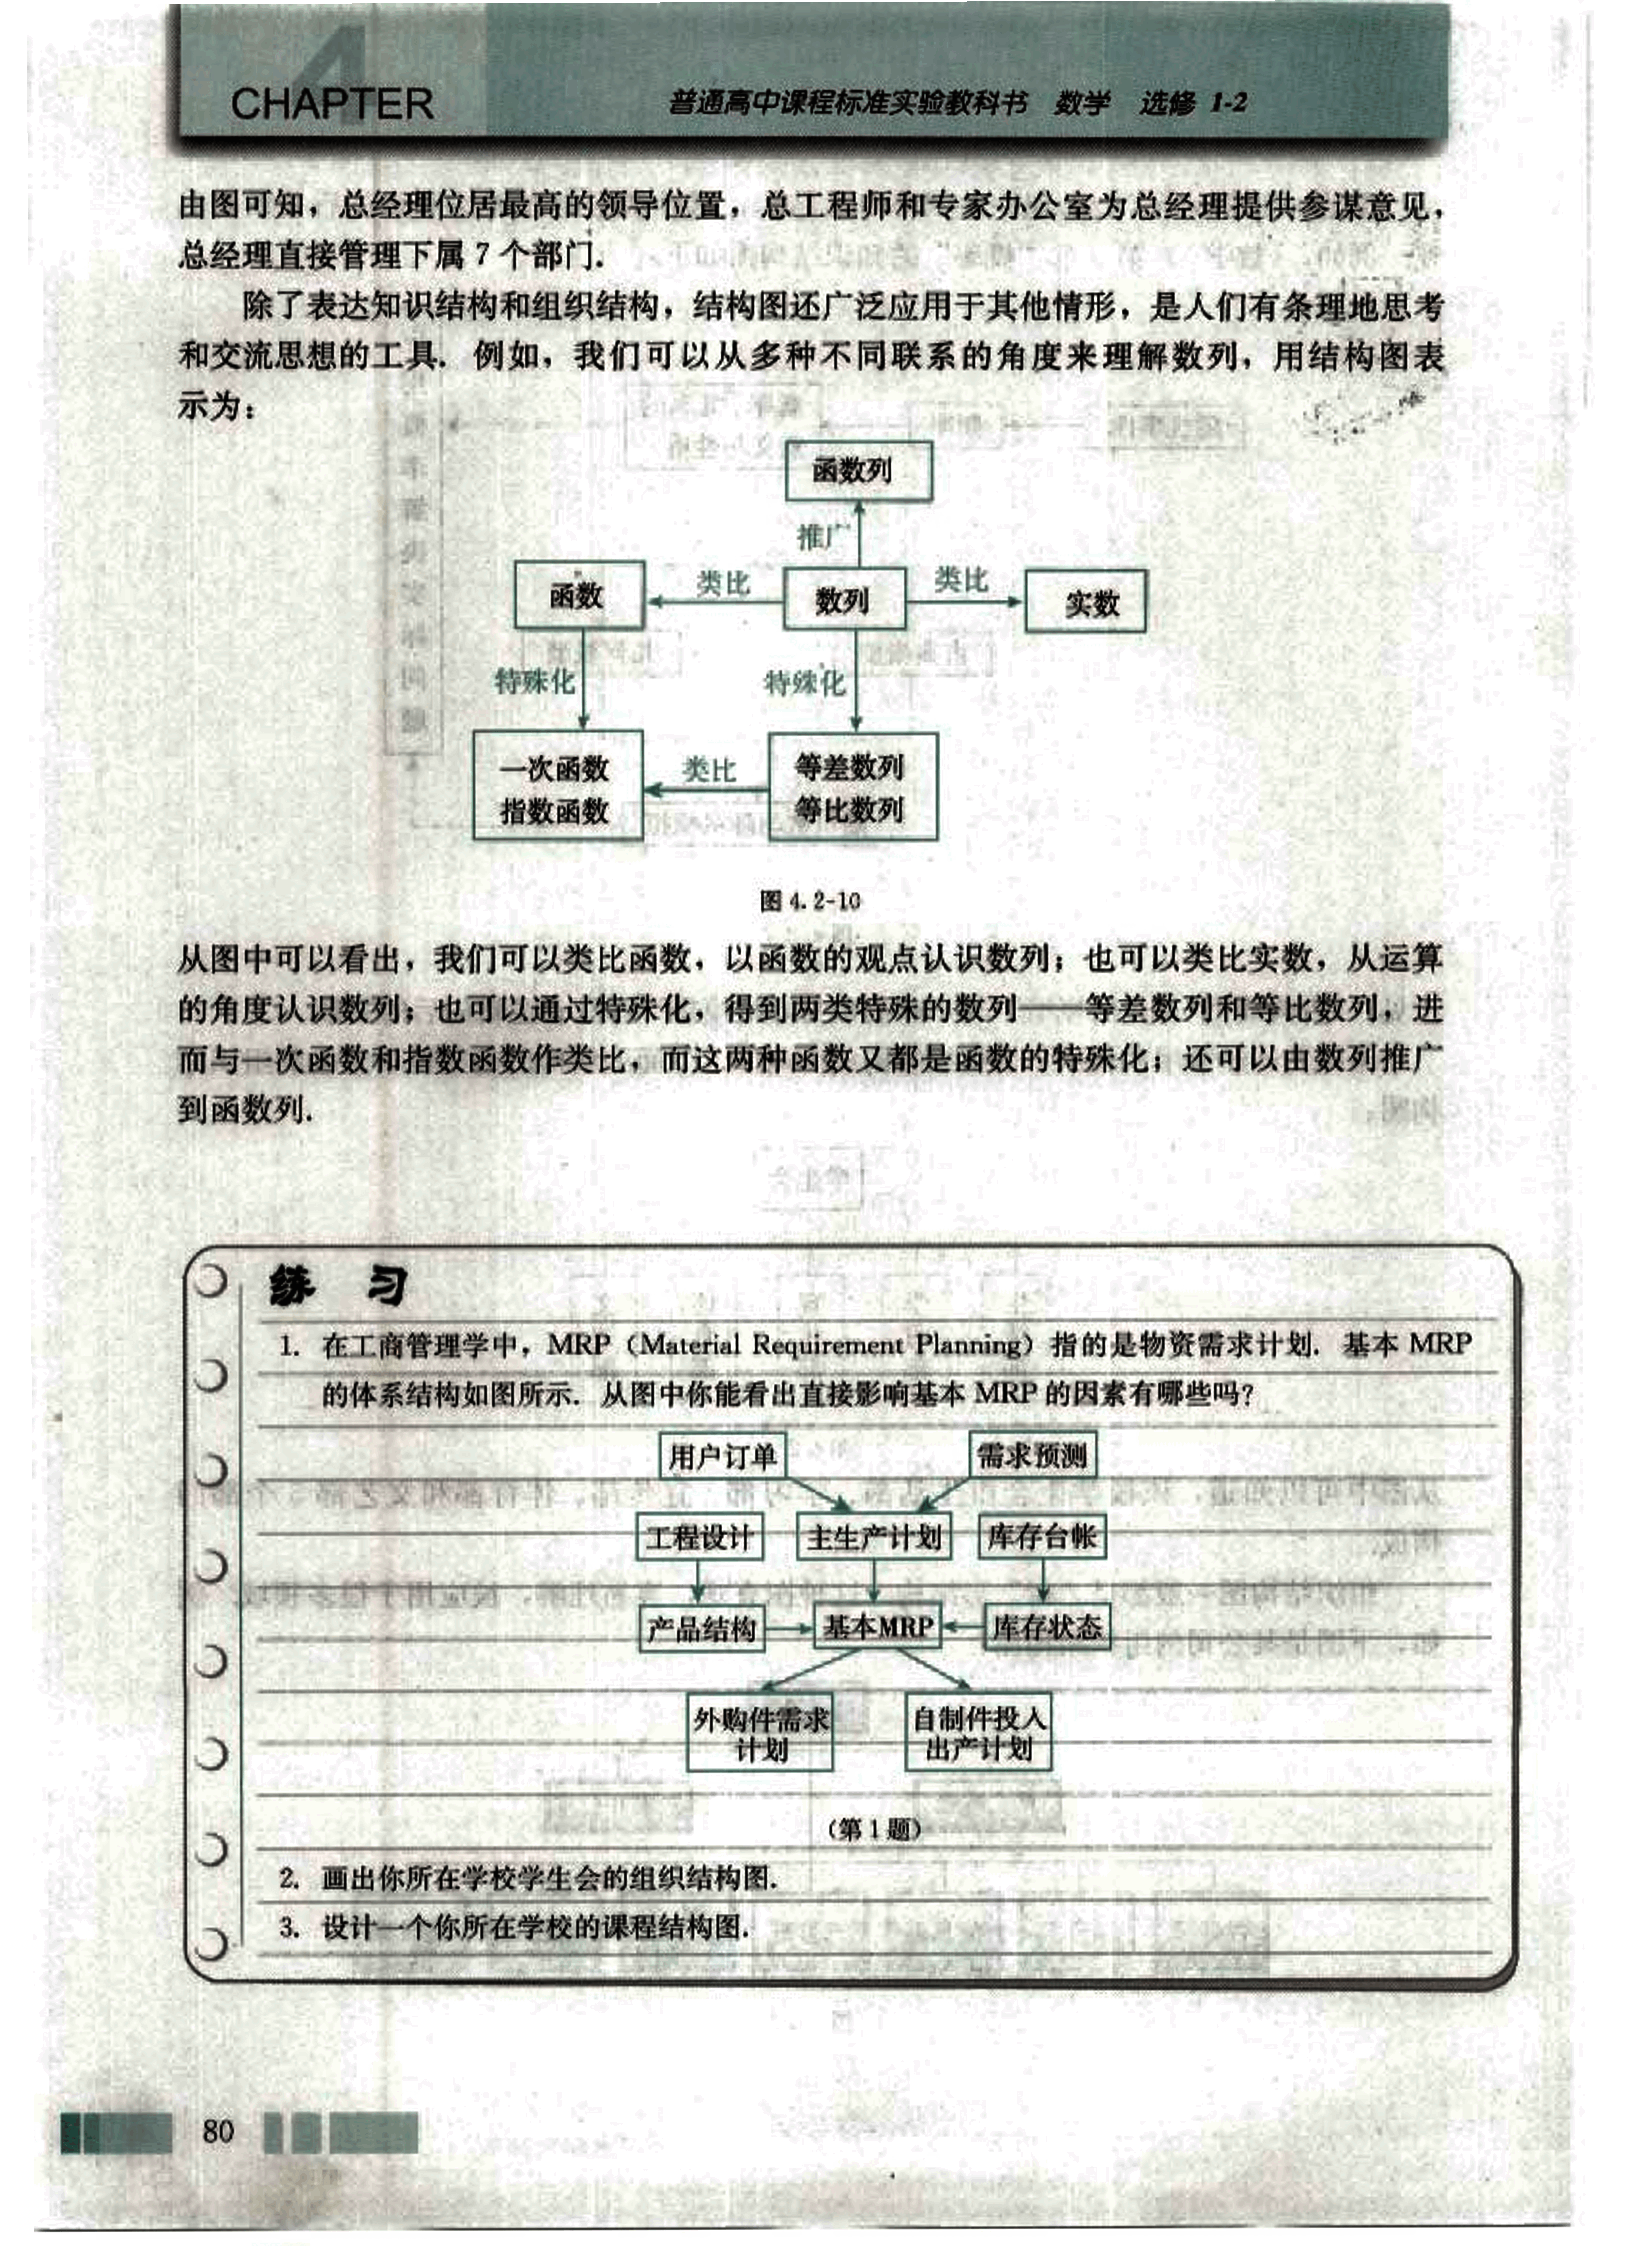 CHAPTER 4
普通高中课程标准实验教科书 数学 选修 1-2
由图可知，总经理位居最高的领导位置，总工程师和专家办公室为总经理提供参谋意见，
总经理直接管理下属 7 个部门.
除了表达知识结构和组织结构，结构图还广泛应用于其他情形，是人们有条理地思考
和交流思想的工具. 例如，我们可以从多种不同联系的角度来理解数列，用结构图表
示为：
函数列
推广
函数
类比
数列
类比
实数
特殊化
特殊化
一次函数
指数函数
类比
等差数列
等比数列
图 4.2-10
从图中可以看出，我们可以类比函数，以函数的观点认识数列；也可以类比实数，从运算
的角度认识数列；也可以通过特殊化，得到两类特殊的数列——等差数列和等比数列，进
而与一次函数和指数函数作类比，而这两种函数又都是函数的特殊化；还可以由数列推广
到函数列.
练 习
1. 在工商管理学中，MRP（Material Requirement Planning）指的是物资需求计划. 基本 MRP
的体系结构如图所示. 从图中你能看出直接影响基本 MRP 的因素有哪些吗？
用户订单
需求预测
工程设计
主生产计划
库存台帐
产品结构
基本MRP
库存状态
外购件需求
计划
自制件投入
出产计划
（第 1 题）
2. 画出你所在学校学生会的组织结构图.
3. 设计一个你所在学校的课程结构图.
80